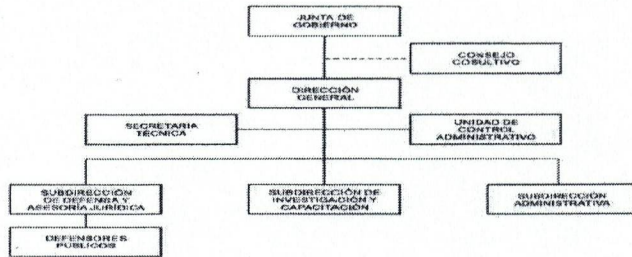 JUNTA DE
GOBIERNO
CONSEJO
COSULTIVO
DIRECCIÓN
GENERAL
SECRETARIA
TÉCNICA
UNIDAD DE
CONTROL
ADMINISTRATIVO
SUBDIRECCIÓN
DE DEFENSA Y
ASESORÍA JURÍDICA
SUBDIRECCIÓN DE
INVESTIGACIÓN Y
CAPACITACIÓN
SUBDIRECCIÓN
ADMINISTRATIVA
DEFENSORES
PÚBLICOS